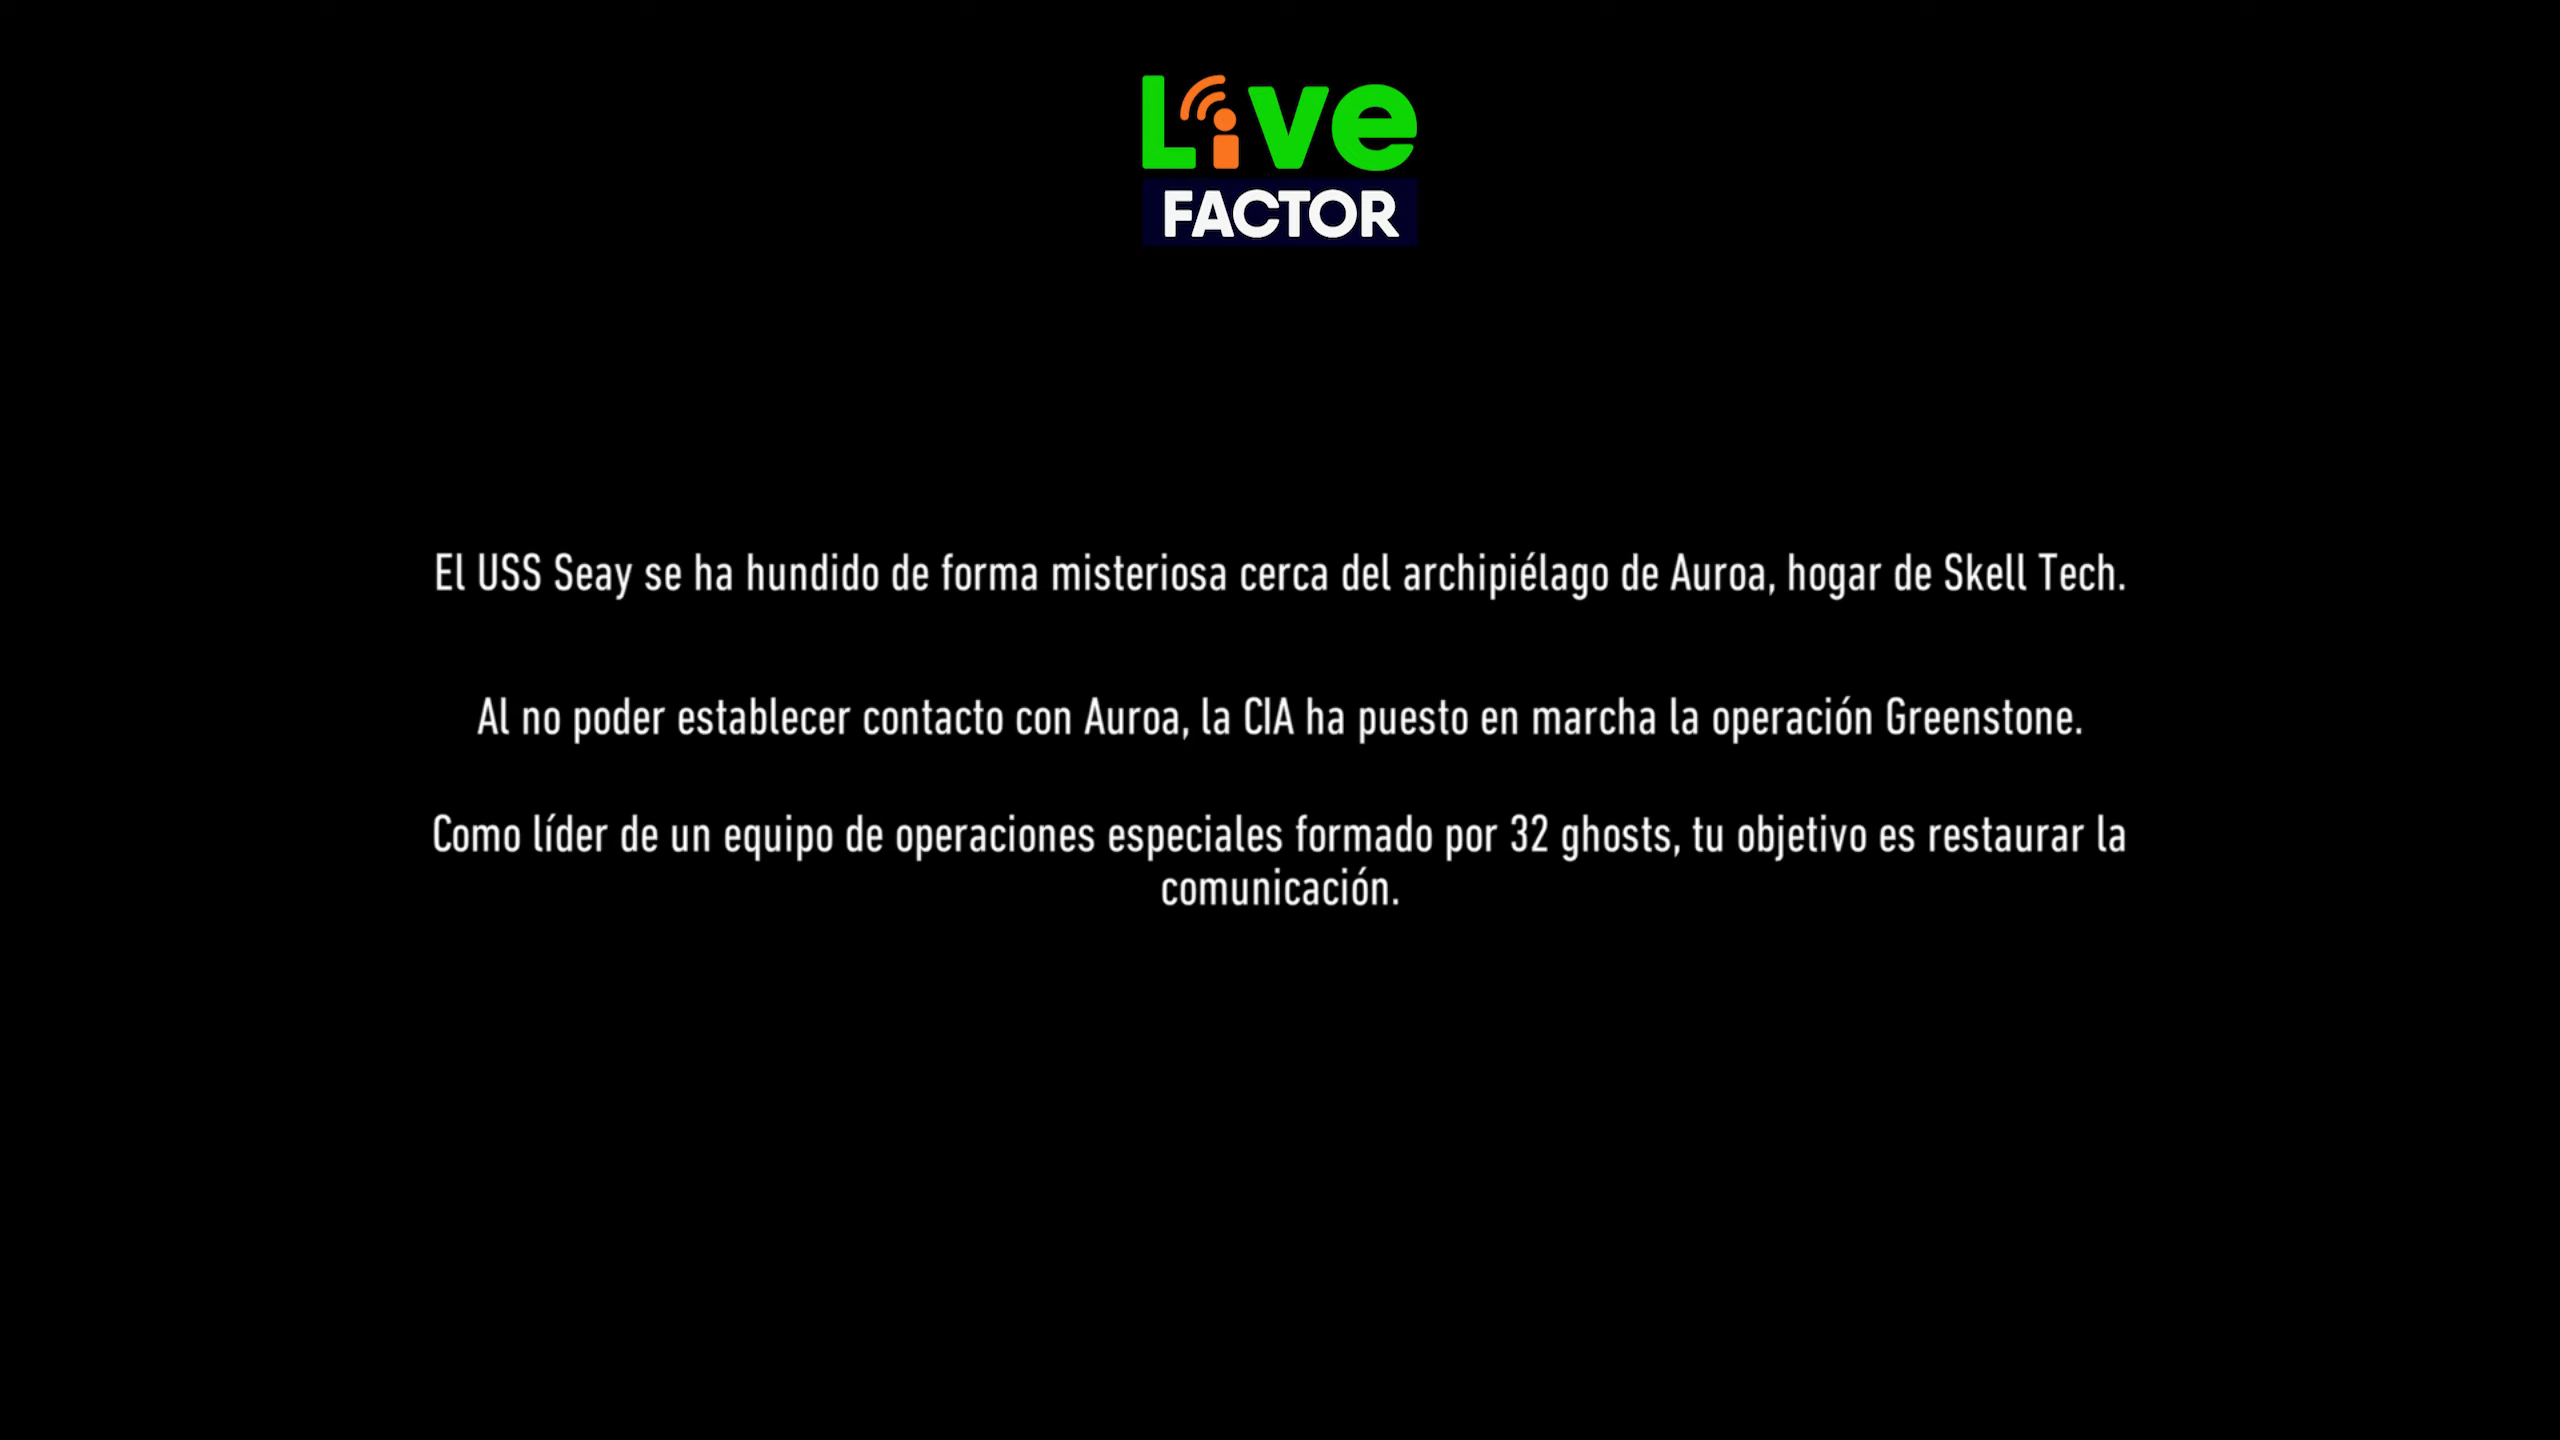 Live
FACTOR
El USS Seay se ha hundido de forma misteriosa cerca del archipiélago de Auroa, hogar de Skell Tech.
Al no poder establecer contacto con Auroa, la CIA ha puesto en marcha la operación Greenstone.
Como líder de un equipo de operaciones especiales formado por 32 ghosts, tu objetivo es restaurar la
comunicación.